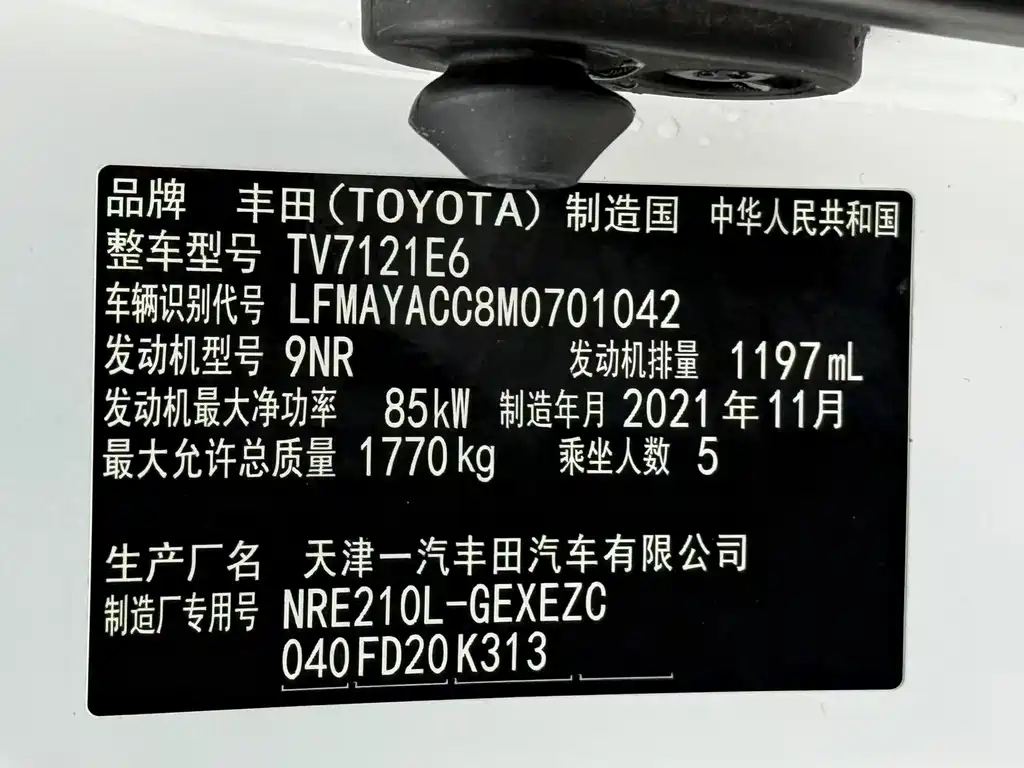 品牌 丰田(TOYOTA) 制造国 中华人民共和国
整车型号 TV7121E6
车辆识别代号 LFMAYACC8M0701042
发动机型号 9NR 发动机排量 1197mL
发动机最大净功率 85kW 制造年月 2021年11月
最大允许总质量 1770kg 乘坐人数 5
生产厂名 天津一汽丰田汽车有限公司
制造厂专用号 NRE210L-GEXEZC
040 FD20 K313